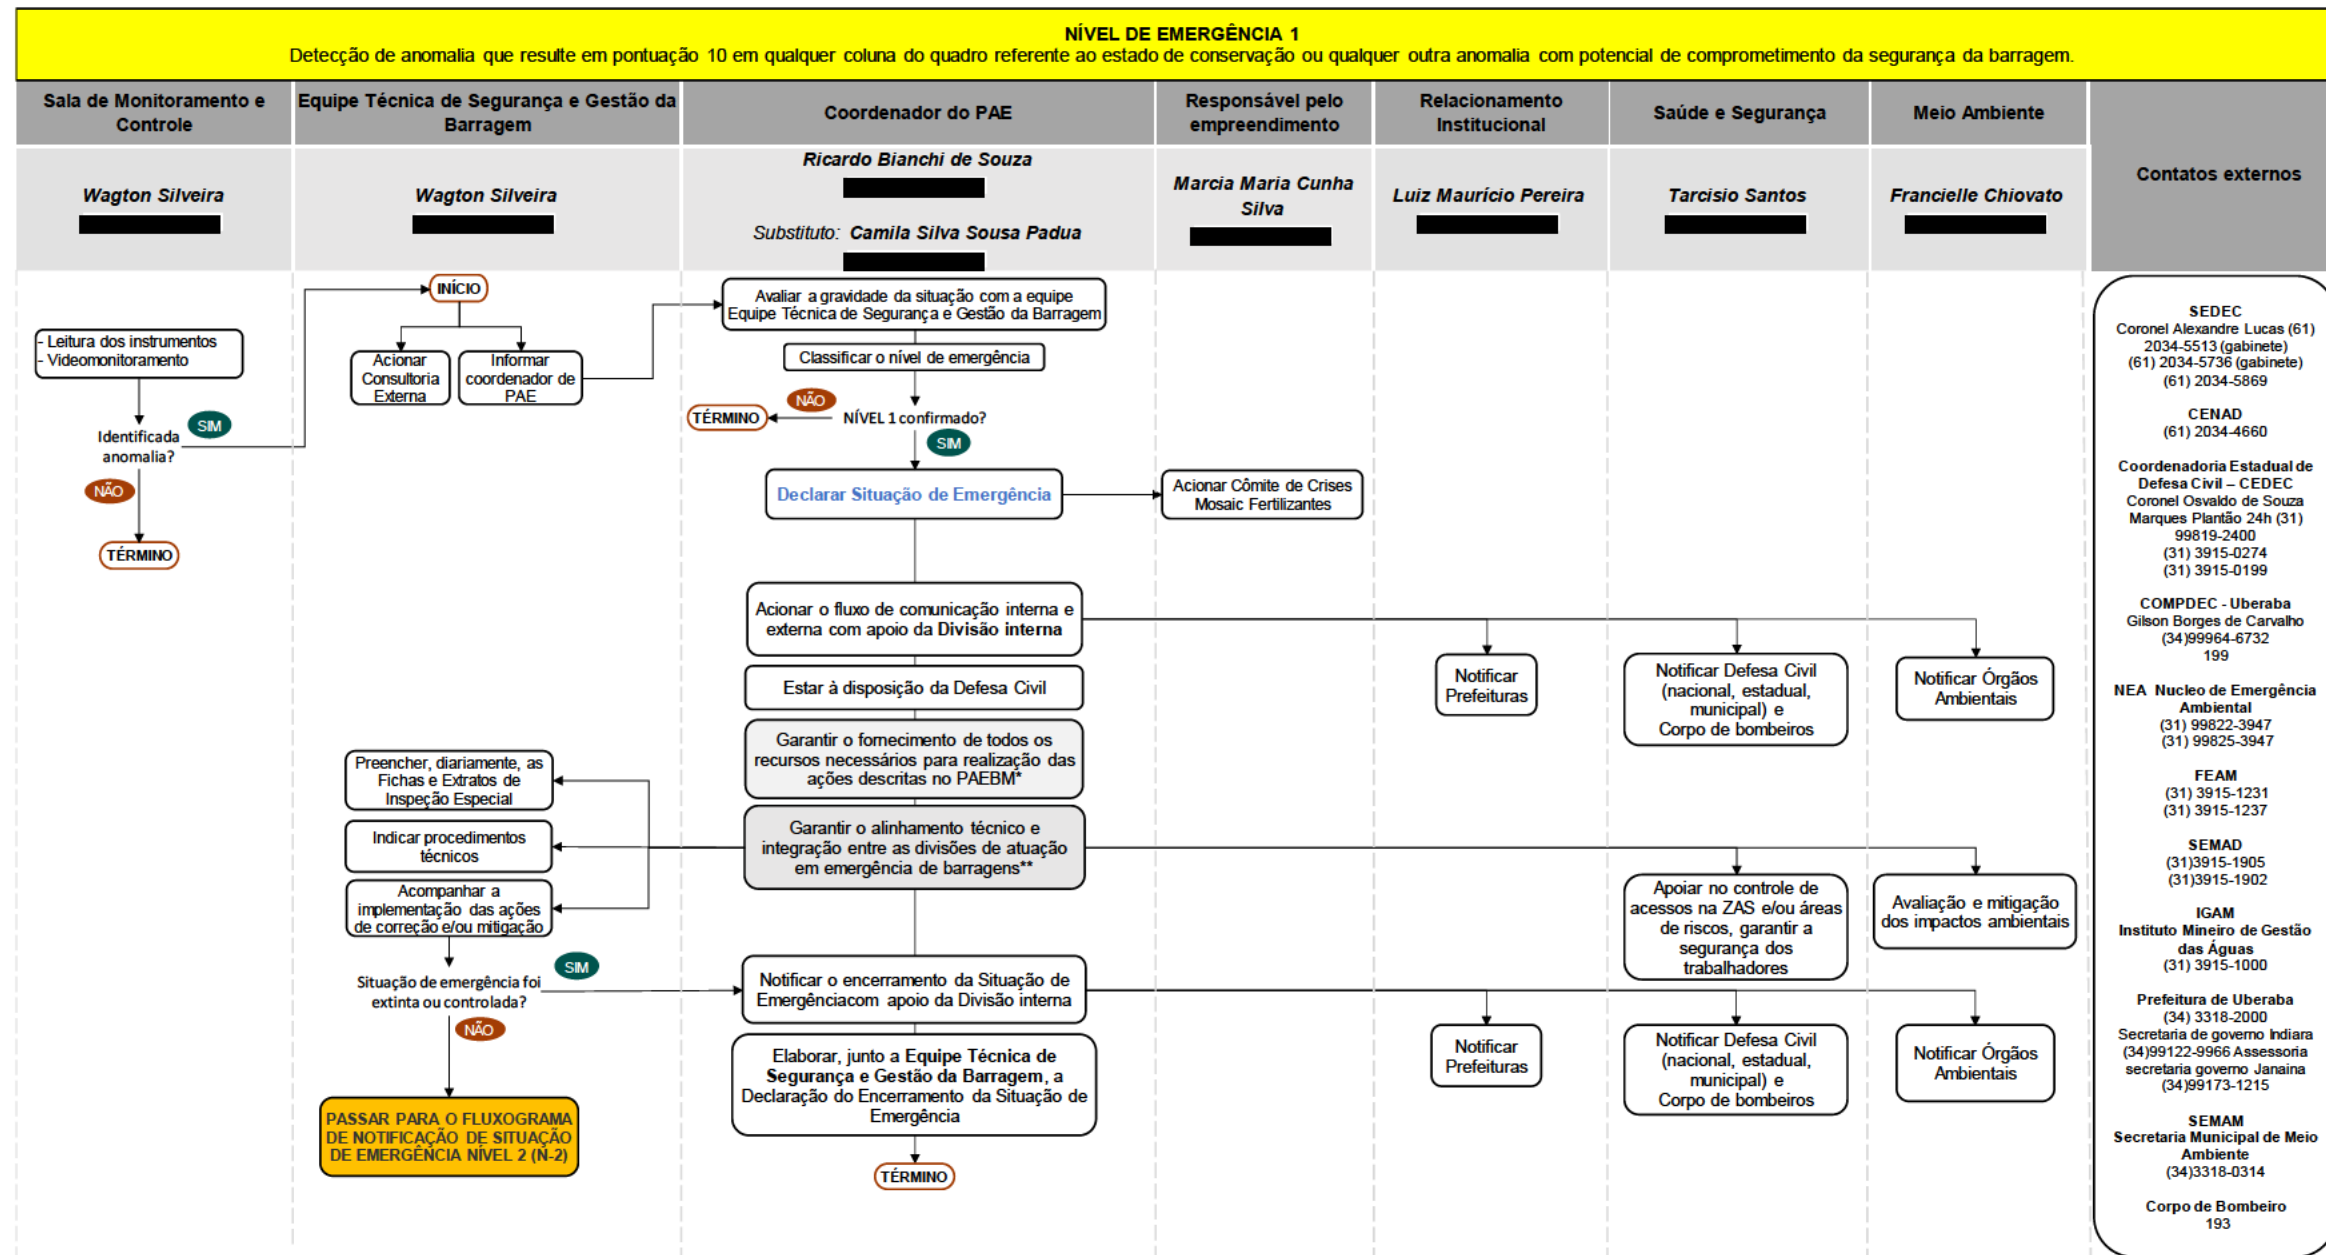 NÍVEL DE EMERGÊNCIA 1
Detecção de anomalia que resulte em pontuação 10 em qualquer coluna do quadro referente ao estado de conservação ou qualquer outra anomalia com potencial de comprometimento da segurança da barragem.
Sala de Monitoramento e
Controle
Equipe Técnica de Segurança e Gestão da
Barragem
Coordenador do PAE
Responsável pelo
empreendimento
Relacionamento
Institucional
Saúde e Segurança
Meio Ambiente
Contatos externos
Wagton Silveira
Wagton Silveira
Ricardo Bianchi de Souza
Substituto: Camila Silva Sousa Padua
Marcia Maria Cunha
Silva
Luiz Maurício Pereira
Tarcisio Santos
Francielle Chiovato
- Leitura dos instrumentos
- Videomonitoramento
Identificada
anomalia?
SIM
NÃO
TÉRMINO
INÍCIO
Acionar
Consultoria
Externa
Informar
coordenador de
PAE
Avaliar a gravidade da situação com a equipe
Equipe Técnica de Segurança e Gestão da Barragem
Classificar o nível de emergência
NÍVEL 1 confirmado?
NÃO
TÉRMINO
SIM
Declarar Situação de Emergência
Acionar Cômite de Crises
Mosaic Fertilizantes
Acionar o fluxo de comunicação interna e
externa com apoio da Divisão interna
Notificar
Prefeituras
Notificar Defesa Civil
(nacional, estadual,
municipal) e
Corpo de bombeiros
Notificar Órgãos
Ambientais
Estar à disposição da Defesa Civil
Garantir o fornecimento de todos os
recursos necessários para realização das
ações descritas no PAEBM*
Garantir o alinhamento técnico e
integração entre as divisões de atuação
em emergência de barragens**
Preencher, diariamente, as
Fichas e Extratos de
Inspeção Especial
Indicar procedimentos
técnicos
Acompanhar a
implementação das ações
de correção e/ou mitigação
Apoiar no controle de
acessos na ZAS e/ou áreas
de riscos, garantir a
segurança dos
trabalhadores
Avaliação e mitigação
dos impactos ambientais
Situação de emergência foi
extinta ou controlada?
SIM
NÃO
PASSAR PARA O FLUXOGRAMA
DE NOTIFICAÇÃO DE SITUAÇÃO
DE EMERGÊNCIA NÍVEL 2 (N-2)
Notificar o encerramento da Situação de
Emergênciacom apoio da Divisão interna
Notificar
Prefeituras
Notificar Defesa Civil
(nacional, estadual,
municipal) e
Corpo de bombeiros
Notificar Órgãos
Ambientais
Elaborar, junto a Equipe Técnica de
Segurança e Gestão da Barragem, a
Declaração do Encerramento da Situação de
Emergência
TÉRMINO
SEDEC
Coronel Alexandre Lucas (61)
2034-5513 (gabinete)
(61) 2034-5736 (gabinete)
(61) 2034-5869
CENAD
(61) 2034-4660
Coordenadoria Estadual de
Defesa Civil – CEDEC
Coronel Osvaldo de Souza
Marques Plantão 24h (31)
99819-2400
(31) 3915-0274
(31) 3915-0199
COMPDEC - Uberaba
Gilson Borges de Carvalho
(34)99964-6732
199
NEA Nucleo de Emergência
Ambiental
(31) 99822-3947
(31) 99825-3947
FEAM
(31) 3915-1231
(31) 3915-1237
SEMAD
(31)3915-1905
(31)3915-1902
IGAM
Instituto Mineiro de Gestão
das Águas
(31) 3915-1000
Prefeitura de Uberaba
(34) 3318-2000
Secretaria de governo Indiara
(34)99122-9966 Assessoria
secretaria governo Janaina
(34)99173-1215
SEMAM
Secretaria Municipal de Meio
Ambiente
(34)3318-0314
Corpo de Bombeiro
193